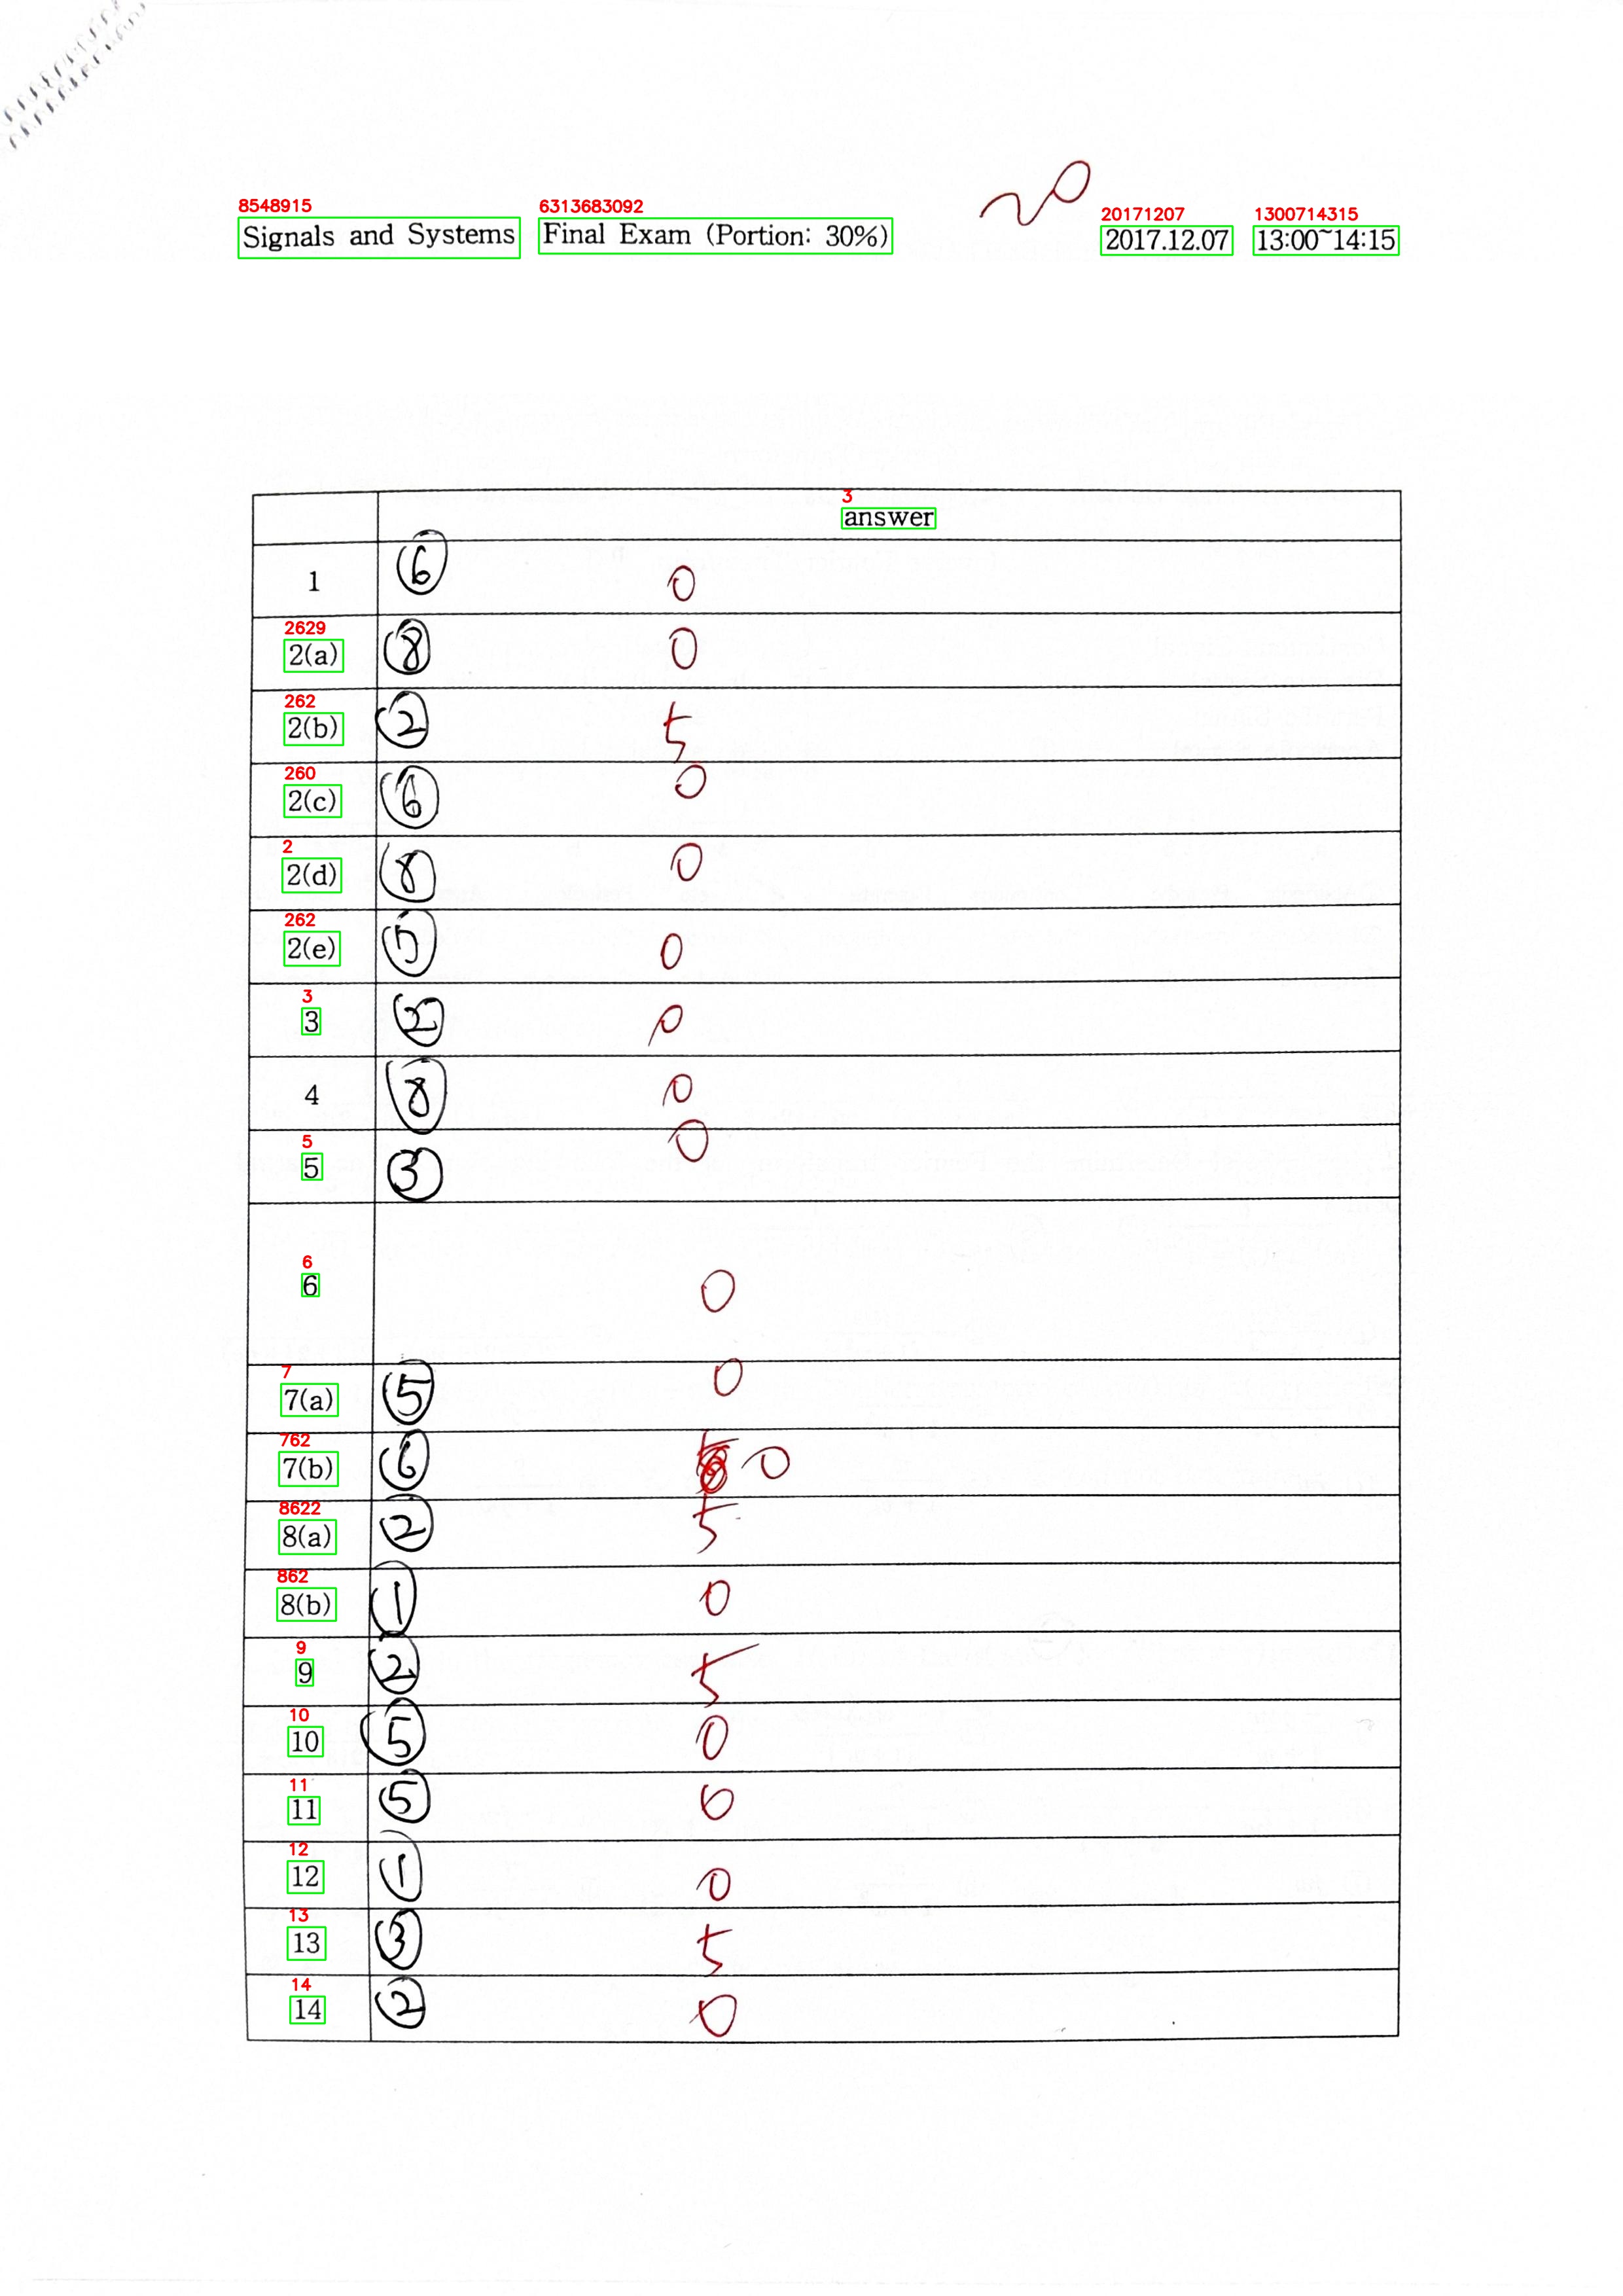 20
8548915 6313683092 20171207 1300714315
Signals and Systems Final Exam (Portion: 30%) 2017.12.07 13:00~14:15
3
answer
1 ⑥ 0
2629
2(a) ⑧ 0
262
2(b) ② 5
260
2(c) ⑥ 0
2
2(d) ⑧ 0
262
2(e) ⑤ 0
3
3 ② 0
4 ⑧ 0
5
5 ③ 0
6
6 0
7
7(a) ⑤ 0
762
7(b) ⑥ 0
8622
8(a) ② 5
862
8(b) ① 0
9
9 ② 5
10
10 ⑤ 0
11
11 ⑤ 0
12
12 ① 0
13
13 ③ 5
14
14 ② 0